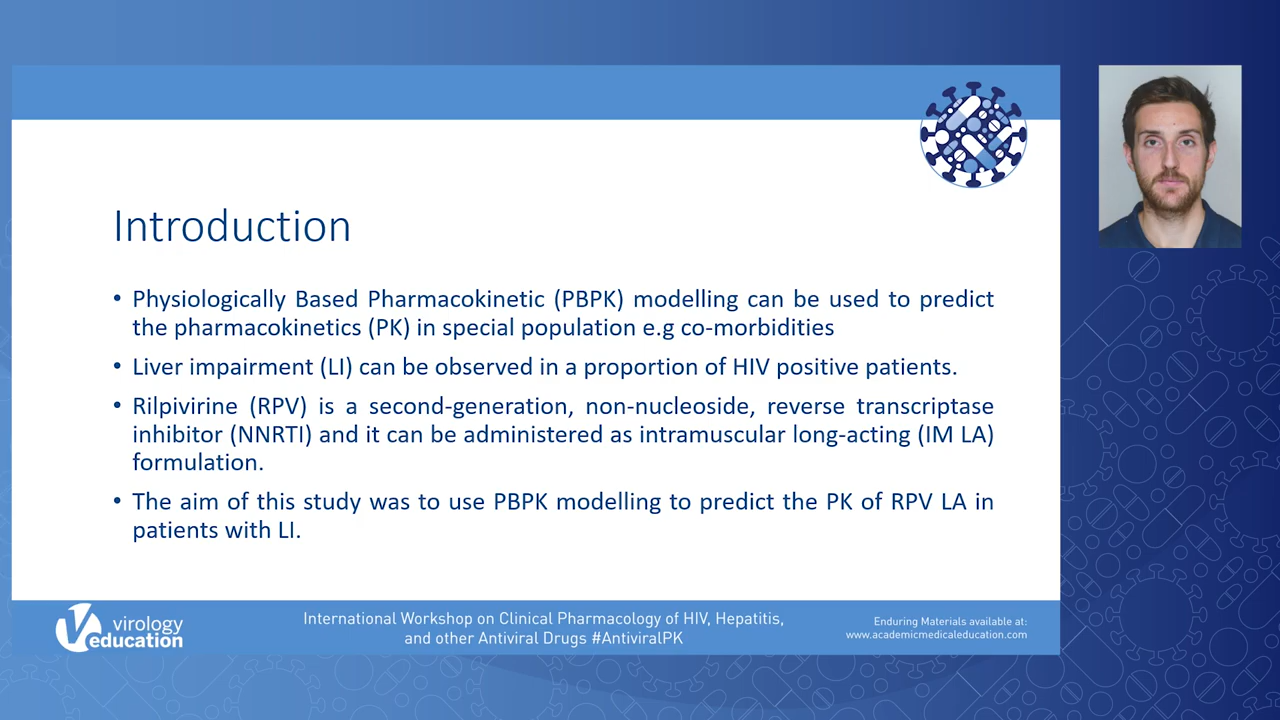 Introduction
• Physiologically Based Pharmacokinetic (PBPK) modelling can be used to predict
the pharmacokinetics (PK) in special population e.g co-morbidities
• Liver impairment (LI) can be observed in a proportion of HIV positive patients.
• Rilpivirine (RPV) is a second-generation, non-nucleoside, reverse transcriptase
inhibitor (NNRTI) and it can be administered as intramuscular long-acting (IM LA)
formulation.
• The aim of this study was to use PBPK modelling to predict the PK of RPV LA in
patients with LI.
virology
education
International Workshop on Clinical Pharmacology of HIV, Hepatitis,
and other Antiviral Drugs #AntiviralPK
Enduring Materials available at:
www.academicmedicaleducation.com